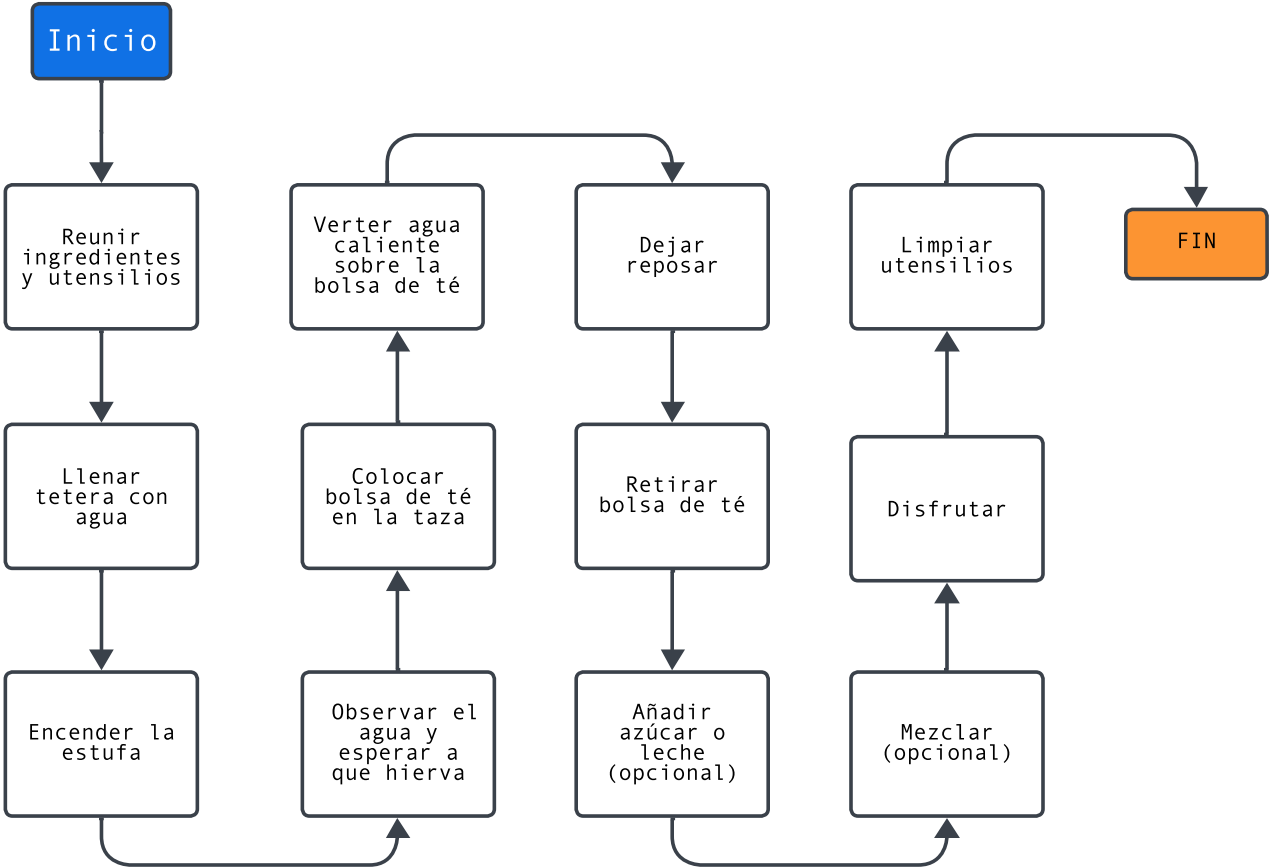 Inicio
Reunir
ingredientes
y utensilios
Llenar
tetera con
agua
Encender la
estufa
Observar el
agua y
esperar a
que hierva
Colocar
bolsa de té
en la taza
Verter agua
caliente
sobre la
bolsa de té
Dejar
reposar
Retirar
bolsa de té
Añadir
azúcar o
leche
(opcional)
Mezclar
(opcional)
Disfrutar
Limpiar
utensilios
FIN